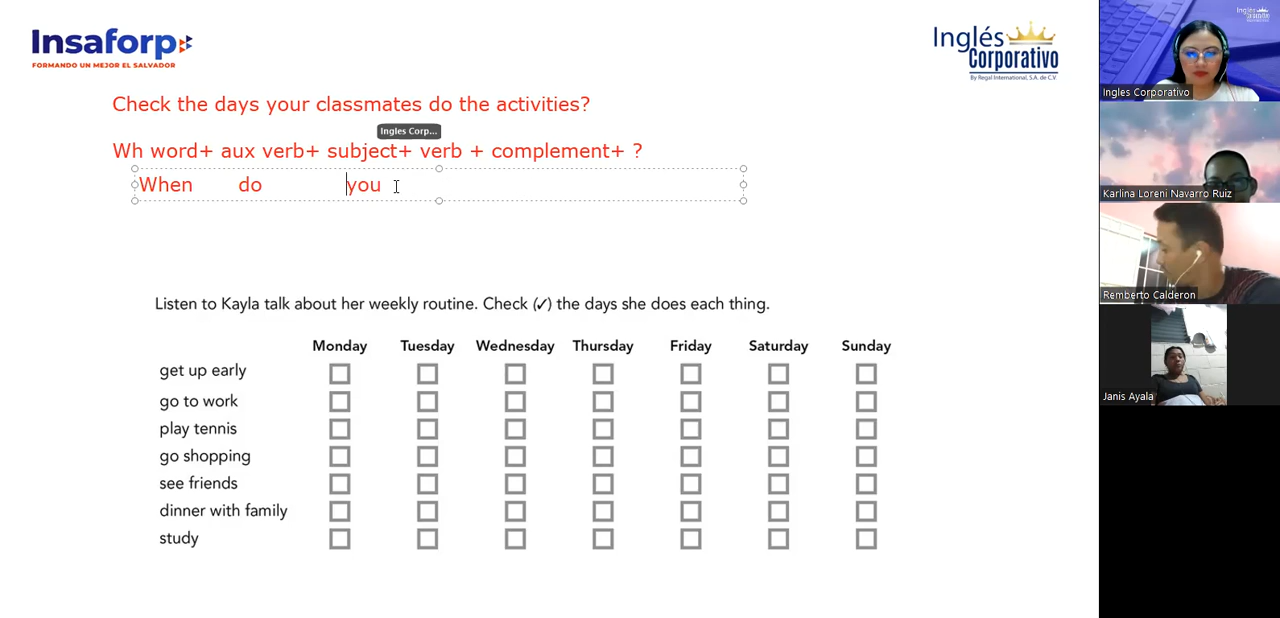 Insaforp
FORMANDO UN MEJOR EL SALVADOR
Inglés
Corporativo
By Regal International, S.A. de C.V.
Check the days your classmates do the activities?
Ingles Corp...
Wh word+ aux verb+ subject+ verb + complement+ ?
When do you
Listen to Kayla talk about her weekly routine. Check (✓) the days she does each thing.
Monday Tuesday Wednesday Thursday Friday Saturday Sunday
get up early
go to work
play tennis
go shopping
see friends
dinner with family
study
Inglés
Ingles Corporativo
Karlina Loreni Navarro Ruiz
Remberto Calderon
Janis Ayala